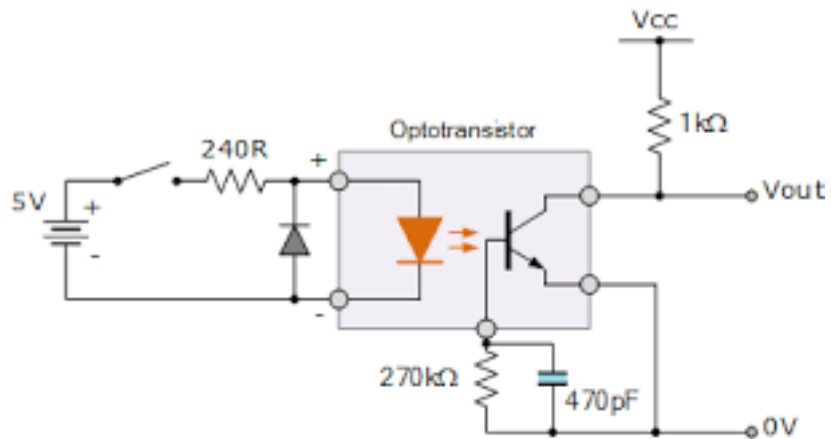 Vcc
1kΩ
Optotransistor
240R
+
Vout
5V
+
-
-
270kΩ
470pF
0V